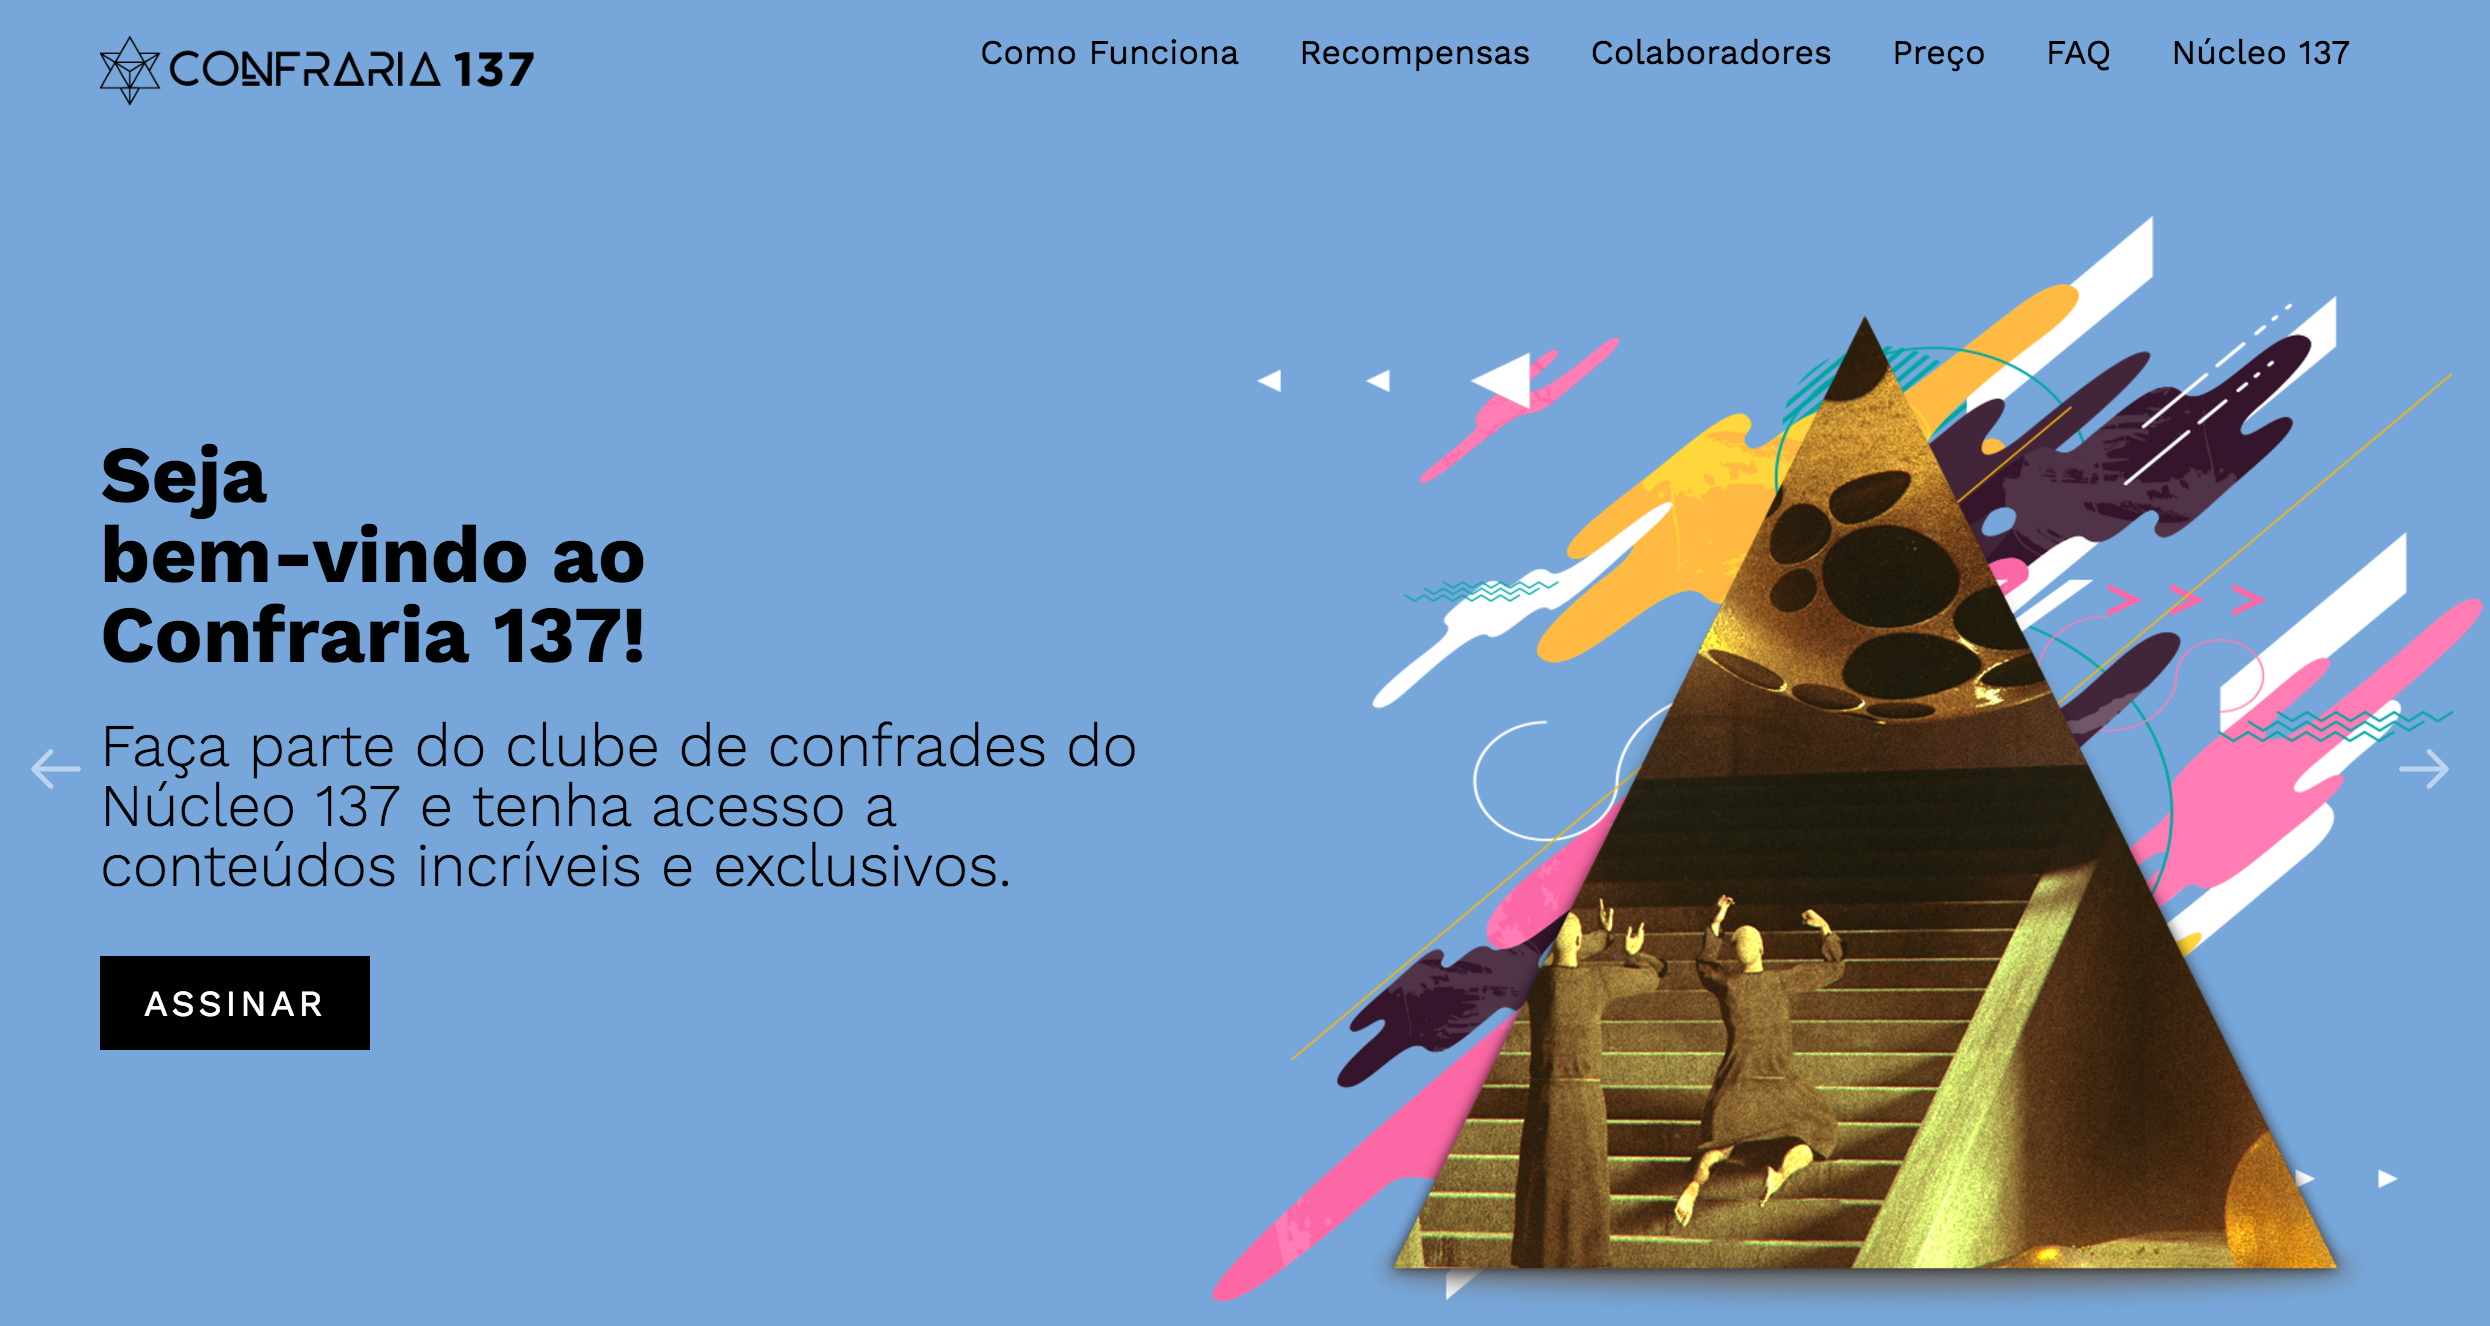 CONFRARIA 137
Como Funciona
Recompensas
Colaboradores
Preço
FAQ
Núcleo 137
Seja
bem-vindo ao
Confraria 137!
Faça parte do clube de confrades do
Núcleo 137 e tenha acesso a
conteúdos incríveis e exclusivos.
ASSINAR